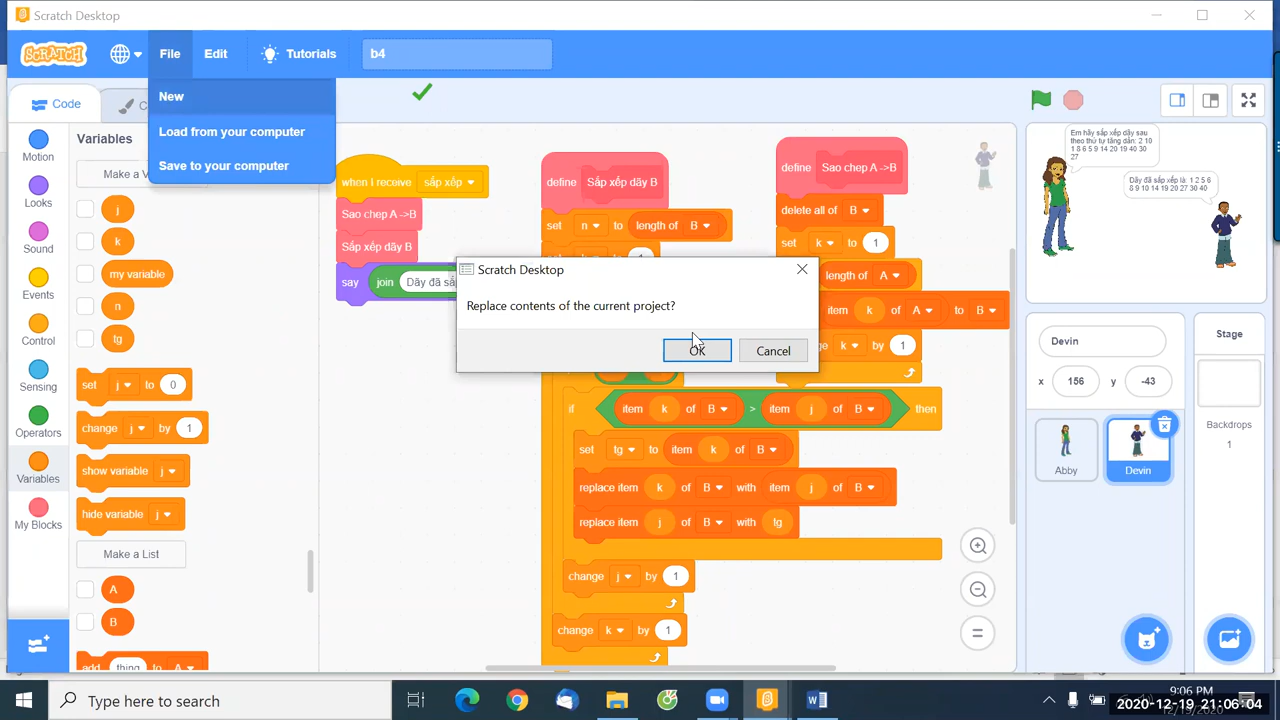 Scratch Desktop
SCRATCH
File
Edit
Tutorials
b4
Code
C
New
Load from your computer
Save to your computer
Motion
Looks
Sound
Events
Control
Sensing
Operators
Variables
My Blocks
Variables
Make a V
j
k
my variable
n
tg
set j to 0
change j by 1
show variable j
hide variable j
Make a List
A
B
add thing to A
when I receive sắp xếp
Sao chep A ->B
Sắp xếp dãy B
say join Dãy đã sắ
define Sắp xếp dãy B
set n to length of B
define Sao chep A ->B
delete all of B
set k to 1
length of A
item k of A to B
k by 1
Scratch Desktop
Replace contents of the current project?
OK
Cancel
if item k of B > item j of B then
set tg to item k of B
replace item k of B with item j of B
replace item j of B with tg
change j by 1
change k by 1
Em hãy sắp xếp dãy sau
theo thứ tự tăng dần: 2 10
1 8 6 5 9 14 20 19 40 30
27
Dãy đã sắp xếp là: 1 2 5 6
8 9 10 14 19 20 27 30 40
Devin
x 156 y -43
Abby
Devin
Stage
Backdrops
1
Type here to search
9:06 PM
2020-12-19 21:06:04
12/19/2020